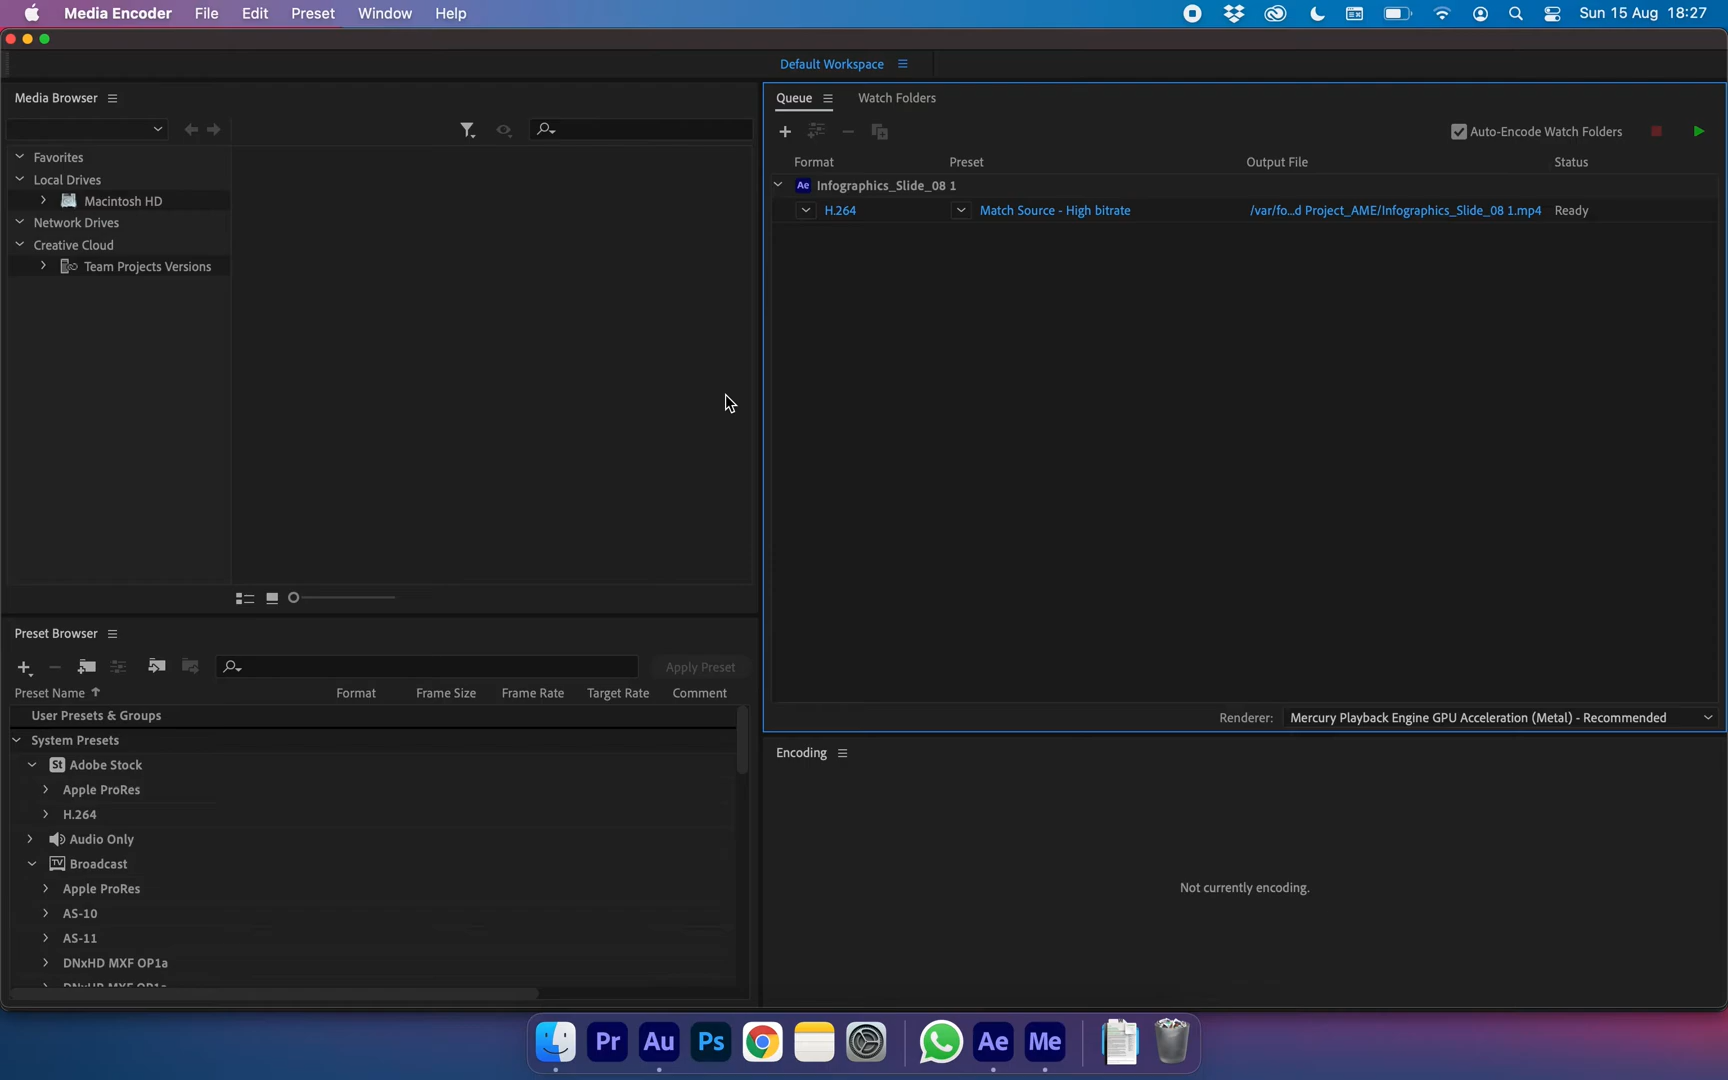 Media Encoder File Edit Preset Window Help Sun 15 Aug 18:27
Default Workspace
Media Browser
Favorites
Local Drives
Macintosh HD
Network Drives
Creative Cloud
Team Projects Versions
Queue Watch Folders
Auto-Encode Watch Folders
Format Preset Output File Status
Ae Infographics_Slide_08 1
H.264 Match Source - High bitrate /var/fo...d Project_AME/Infographics_Slide_08 1.mp4 Ready
Renderer: Mercury Playback Engine GPU Acceleration (Metal) - Recommended
Preset Browser
Apply Preset
Preset Name Format Frame Size Frame Rate Target Rate Comment
User Presets & Groups
System Presets
St Adobe Stock
Apple ProRes
H.264
Audio Only
TV Broadcast
Apple ProRes
AS-10
AS-11
DNxHD MXF OP1a
Encoding
Not currently encoding.
Pr Au Ps Ae Me